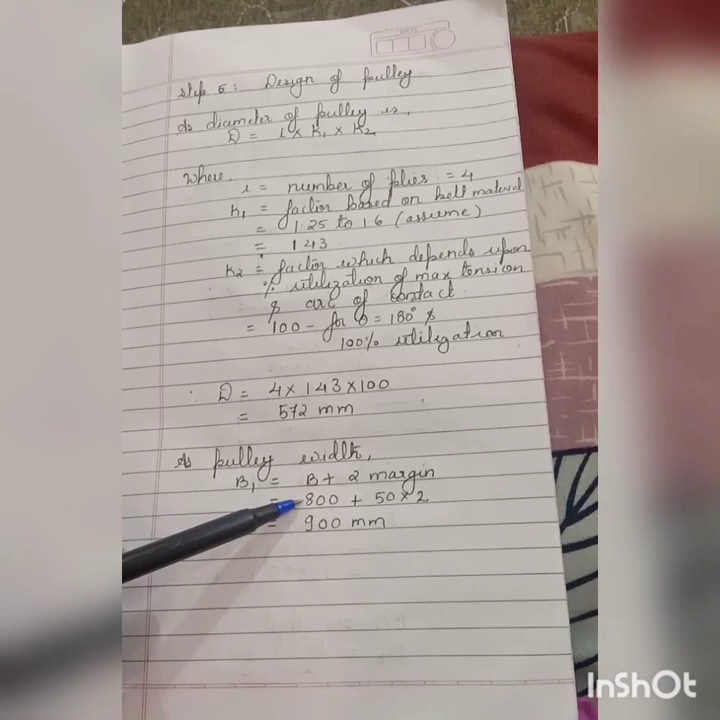 Step 5: Design of pulley
As diameter of pulley is,
D = i × K1 × K2
Where,
i = number of plies = 4
K1 = factor based on belt material
= 1.25 to 1.6 (assume)
= 1.43
K2 = factor which depends upon
% utilization of max tension
& arc of contact
= 100 - for θ = 180° &
100% utilization
∴ D = 4 × 1.43 × 100
= 572 mm
As pulley width,
B1 = B + 2 margin
= 800 + 50 × 2
= 900 mm
InShOt